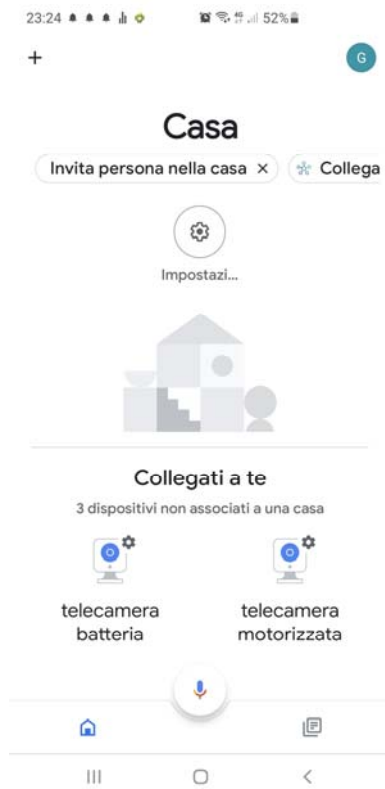 23:24 52%
+ G
Casa
Invita persona nella casa × Collega
Impostazi...
Collegati a te
3 dispositivi non associati a una casa
telecamera batteria
telecamera motorizzata